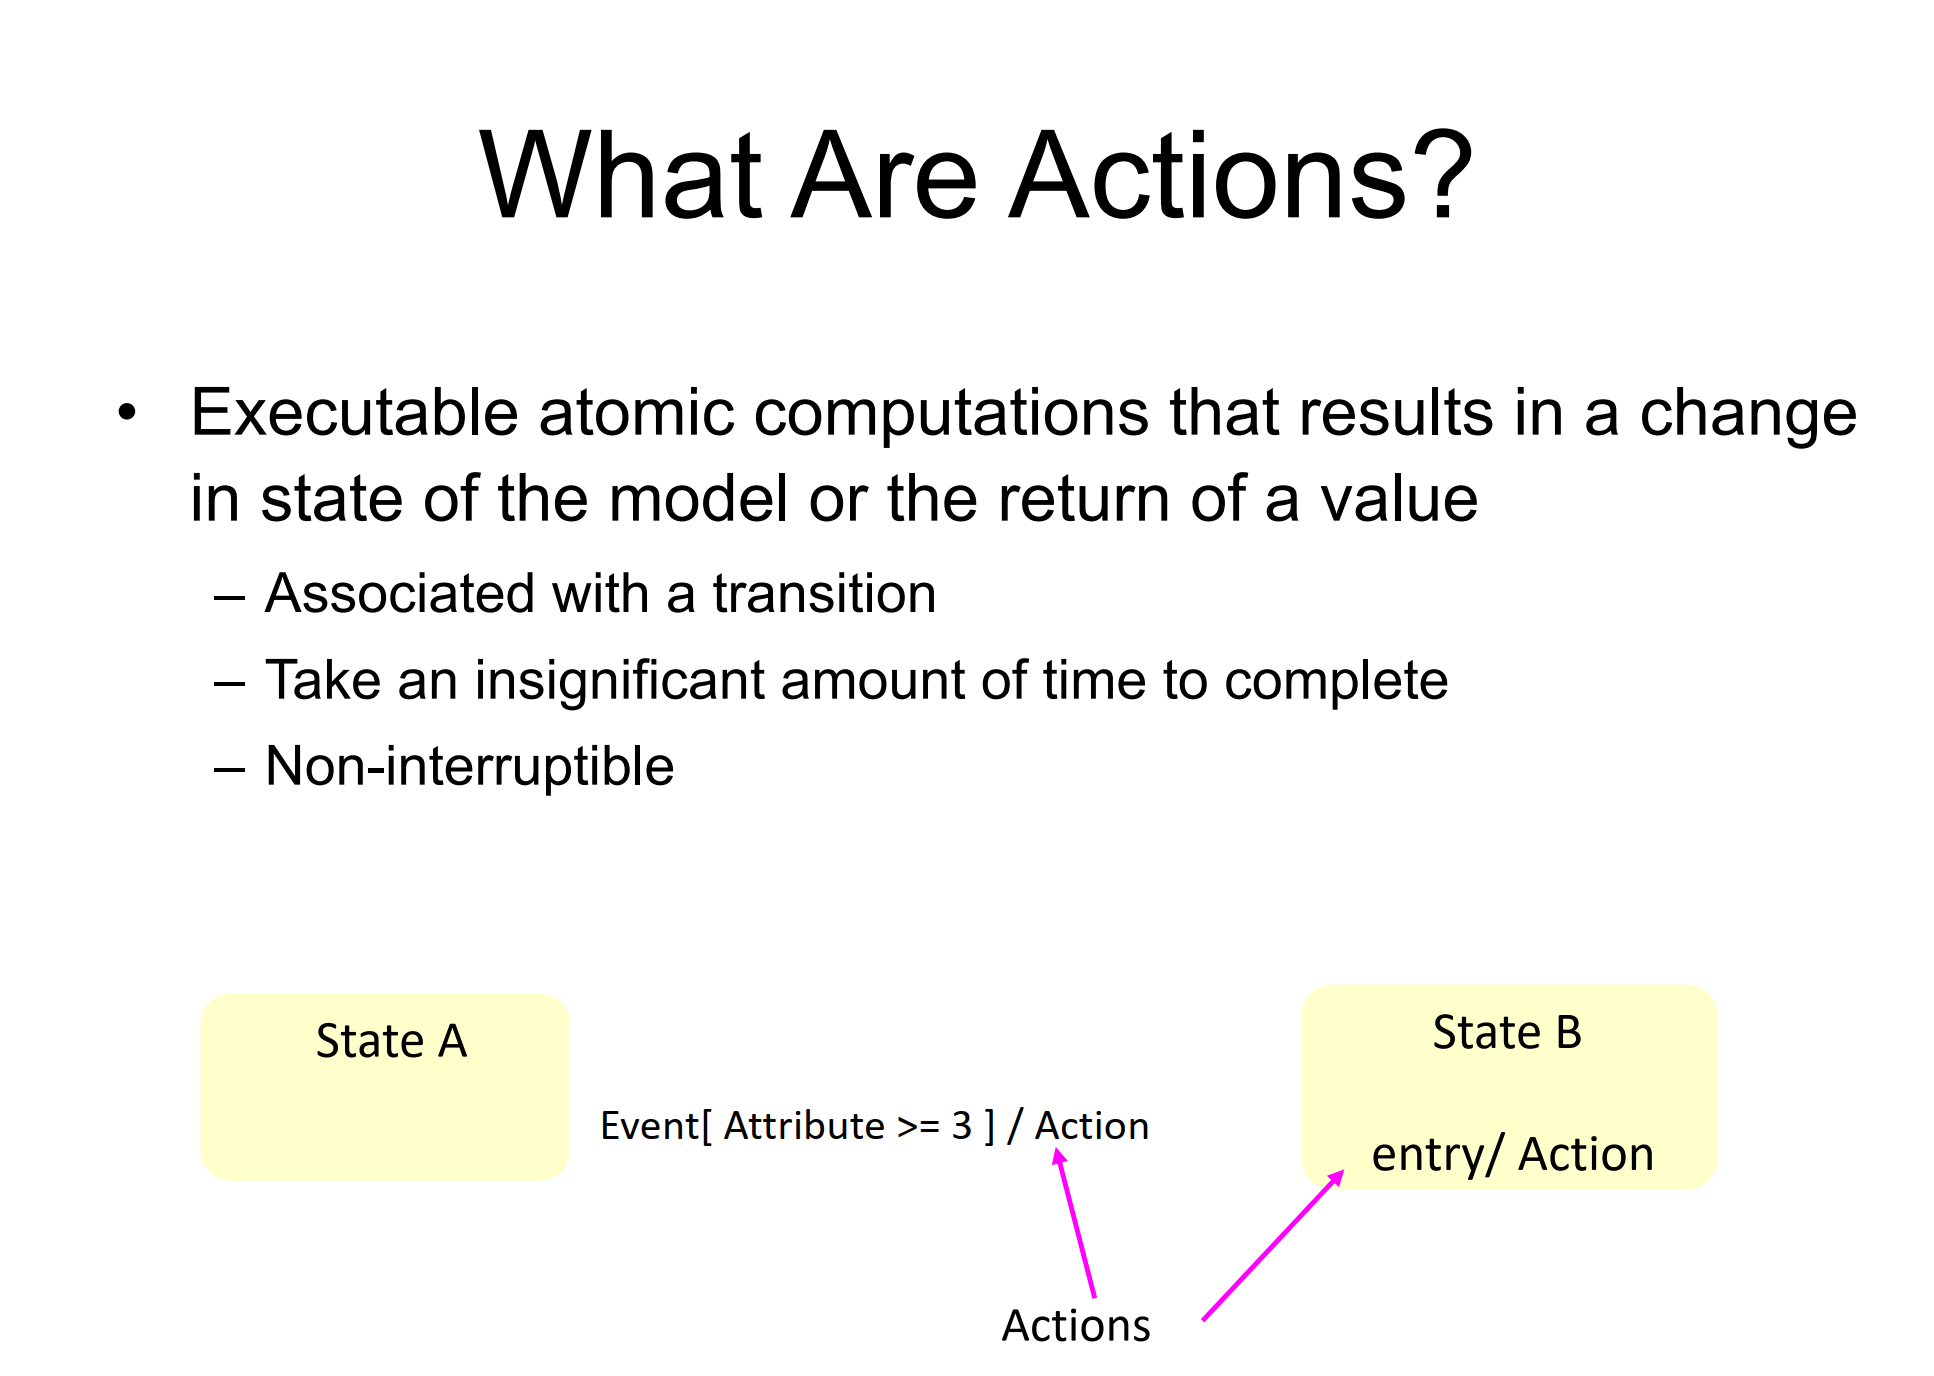 What Are Actions?
• Executable atomic computations that results in a change
in state of the model or the return of a value
– Associated with a transition
– Take an insignificant amount of time to complete
– Non-interruptible
State A
State B
Event[ Attribute >= 3 ] / Action
entry/ Action
Actions